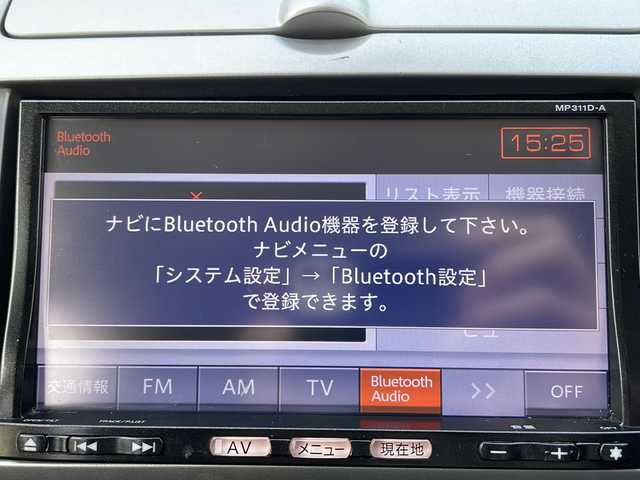 MP311D-A
Bluetooth
Audio
15:25
リスト表示 機器接続
ナビにBluetooth Audio機器を登録して下さい。
ナビメニューの
「システム設定」→「Bluetooth設定」
で登録できます。
交通情報 FM AM TV Bluetooth Audio >> OFF
TRACK/P.LIST 音量
AV メニュー 現在地 − +